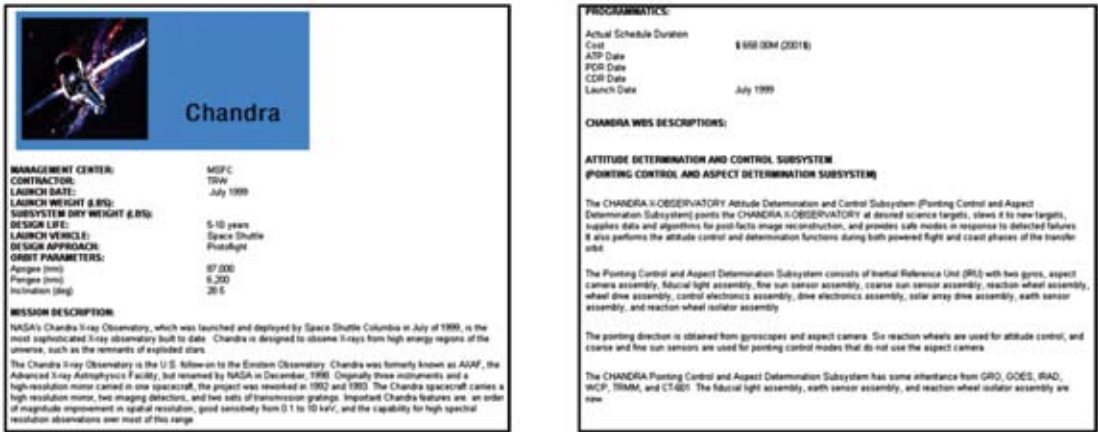 Chandra
MANAGEMENT CENTER: MSFC
CONTRACTOR: TRW
LAUNCH DATE: July 1999
LAUNCH WEIGHT (LBS):
SUBSYSTEM DRY WEIGHT (LBS):
DESIGN LIFE: 5-10 years
LAUNCH VEHICLE: Space Shuttle
DESIGN APPROACH: Protoflight
ORBIT PARAMETERS:
Apogee (nmi) 87,000
Perigee (nmi) 6,200
Inclination (deg) 28.5
MISSION DESCRIPTION:
NASA's Chandra X-ray Observatory, which was launched and deployed by Space Shuttle Columbia in July of 1999, is the
most sophisticated X-ray observatory built to date. Chandra is designed to observe X-rays from high energy regions of the
universe, such as the remnants of exploded stars.
The Chandra X-ray Observatory is the U.S. follow-on to the Einstein Observatory. Chandra was formerly known as AXAF, the
Advanced X-ray Astrophysics Facility, but renamed by NASA in December, 1998. Originally three instruments and a
high-resolution mirror carried in one spacecraft, the project was reworked in 1992 and 1993. The Chandra spacecraft carries a
high resolution mirror, two imaging detectors, and two sets of transmission gratings. Important Chandra features are: an order
of magnitude improvement in spatial resolution, good sensitivity from 0.1 to 10 keV, and the capability for high spectral
resolution observations over most of this range.
PROGRAMMATICS:
Actual Schedule Duration
Cost $ 658.00M (2001$)
ATP Date
PDR Date
CDR Date
Launch Date July 1999
CHANDRA WBS DESCRIPTIONS:
ATTITUDE DETERMINATION AND CONTROL SUBSYSTEM
(POINTING CONTROL AND ASPECT DETERMINATION SUBSYSTEM)
The CHANDRA X-OBSERVATORY Attitude Determination and Control Subsystem (Pointing Control and Aspect
Determination Subsystem) points the CHANDRA X-OBSERVATORY at desired science targets, slews it to new targets,
supplies data and algorithms for post-facto image reconstruction, and provides safe modes in response to detected failures.
It also performs the attitude control and determination functions during both powered flight and coast phases of the transfer
orbit.
The Pointing Control and Aspect Determination Subsystem consists of Inertial Reference Unit (IRU) with two gyros, aspect
camera assembly, fiducial light assembly, fine sun sensor assembly, coarse sun sensor assembly, reaction wheel assembly,
wheel drive assembly, control electronics assembly, drive electronics assembly, solar array drive assembly, earth sensor
assembly, and reaction wheel isolator assembly.
The pointing direction is obtained from gyroscopes and aspect camera. Six reaction wheels are used for attitude control, and
coarse and fine sun sensors are used for pointing control modes that do not use the aspect camera.
The CHANDRA Pointing Control and Aspect Determination Subsystem has some inheritance from GRO, GOES, IRAD,
WCP, TRMM, and CT-601. The fiducial light assembly, earth sensor assembly, and reaction wheel isolator assembly are
new.